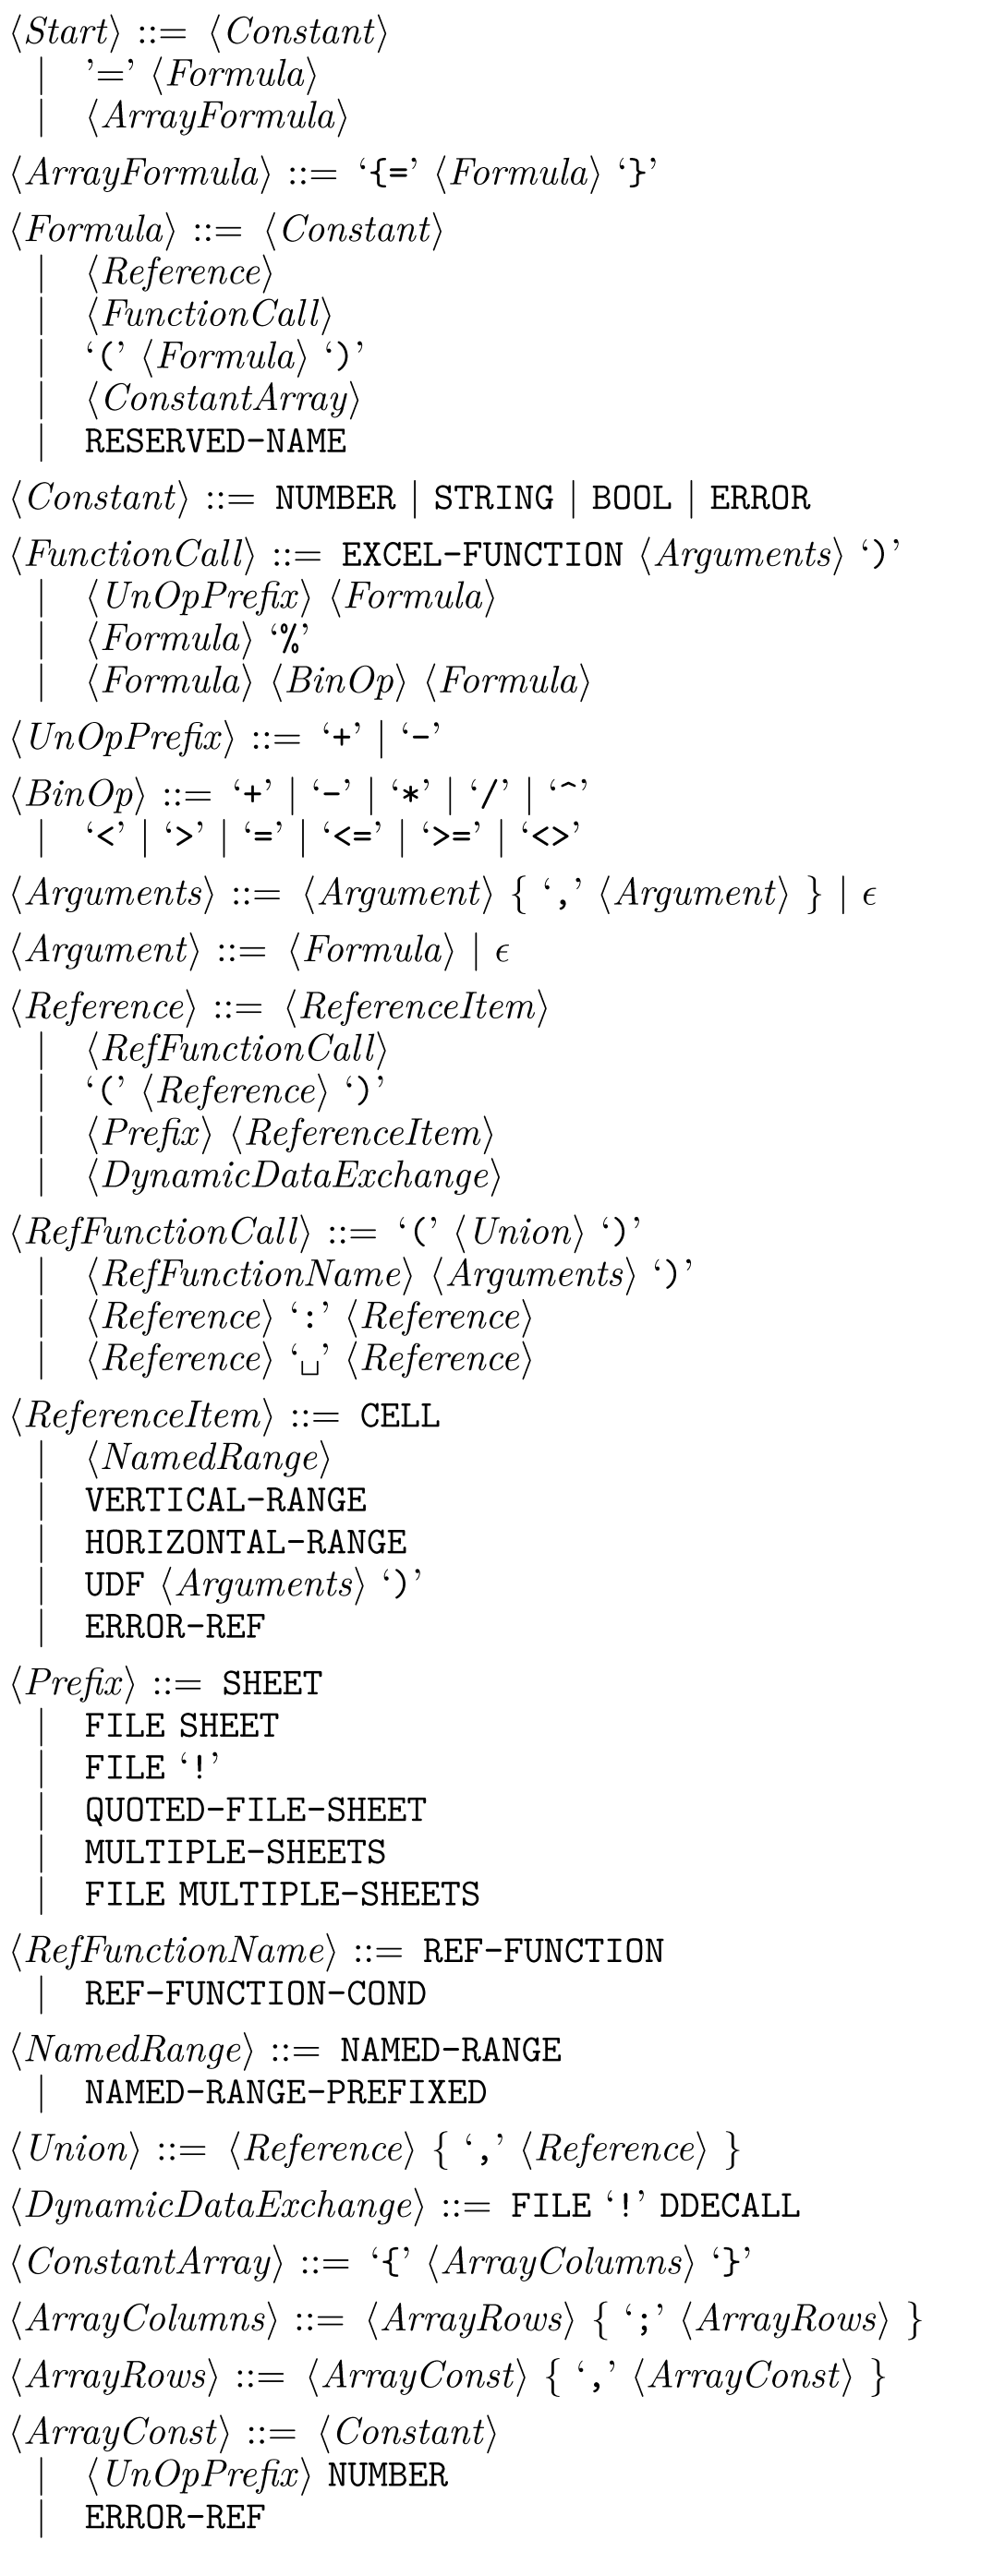 ⟨Start⟩ ::= ⟨Constant⟩
| ’=’ ⟨Formula⟩
| ⟨ArrayFormula⟩
⟨ArrayFormula⟩ ::= ‘{=’ ⟨Formula⟩ ‘}’
⟨Formula⟩ ::= ⟨Constant⟩
| ⟨Reference⟩
| ⟨FunctionCall⟩
| ‘(’ ⟨Formula⟩ ‘)’
| ⟨ConstantArray⟩
| RESERVED-NAME
⟨Constant⟩ ::= NUMBER | STRING | BOOL | ERROR
⟨FunctionCall⟩ ::= EXCEL-FUNCTION ⟨Arguments⟩ ‘)’
| ⟨UnOpPrefix⟩ ⟨Formula⟩
| ⟨Formula⟩ ‘%’
| ⟨Formula⟩ ⟨BinOp⟩ ⟨Formula⟩
⟨UnOpPrefix⟩ ::= ‘+’ | ‘-’
⟨BinOp⟩ ::= ‘+’ | ‘-’ | ‘*’ | ‘/’ | ‘^’
| ‘<’ | ‘>’ | ‘=’ | ‘<=’ | ‘>=’ | ‘<>’
⟨Arguments⟩ ::= ⟨Argument⟩ { ‘,’ ⟨Argument⟩ } | ϵ
⟨Argument⟩ ::= ⟨Formula⟩ | ϵ
⟨Reference⟩ ::= ⟨ReferenceItem⟩
| ⟨RefFunctionCall⟩
| ‘(’ ⟨Reference⟩ ‘)’
| ⟨Prefix⟩ ⟨ReferenceItem⟩
| ⟨DynamicDataExchange⟩
⟨RefFunctionCall⟩ ::= ‘(’ ⟨Union⟩ ‘)’
| ⟨RefFunctionName⟩ ⟨Arguments⟩ ‘)’
| ⟨Reference⟩ ‘:’ ⟨Reference⟩
| ⟨Reference⟩ ‘␣’ ⟨Reference⟩
⟨ReferenceItem⟩ ::= CELL
| ⟨NamedRange⟩
| VERTICAL-RANGE
| HORIZONTAL-RANGE
| UDF ⟨Arguments⟩ ‘)’
| ERROR-REF
⟨Prefix⟩ ::= SHEET
| FILE SHEET
| FILE ‘!’
| QUOTED-FILE-SHEET
| MULTIPLE-SHEETS
| FILE MULTIPLE-SHEETS
⟨RefFunctionName⟩ ::= REF-FUNCTION
| REF-FUNCTION-COND
⟨NamedRange⟩ ::= NAMED-RANGE
| NAMED-RANGE-PREFIXED
⟨Union⟩ ::= ⟨Reference⟩ { ‘,’ ⟨Reference⟩ }
⟨DynamicDataExchange⟩ ::= FILE ‘!’ DDECALL
⟨ConstantArray⟩ ::= ‘{’ ⟨ArrayColumns⟩ ‘}’
⟨ArrayColumns⟩ ::= ⟨ArrayRows⟩ { ‘;’ ⟨ArrayRows⟩ }
⟨ArrayRows⟩ ::= ⟨ArrayConst⟩ { ‘,’ ⟨ArrayConst⟩ }
⟨ArrayConst⟩ ::= ⟨Constant⟩
| ⟨UnOpPrefix⟩ NUMBER
| ERROR-REF